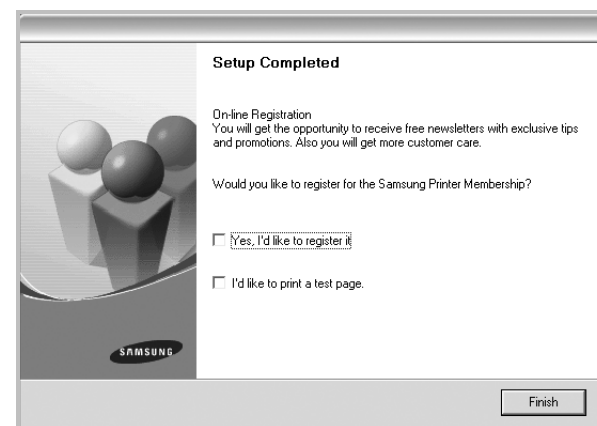 Setup Completed
On-line Registration
You will get the opportunity to receive free newsletters with exclusive tips
and promotions. Also you will get more customer care.
Would you like to register for the Samsung Printer Membership?
Yes, I'd like to register it
I'd like to print a test page.
SAMSUNG
Finish